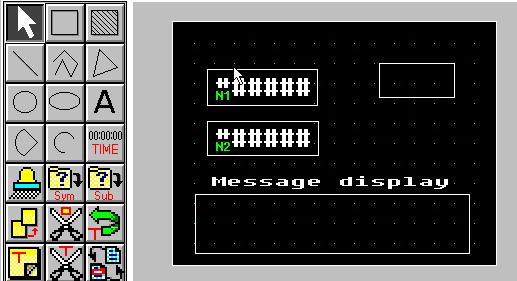 A
00:00:00
TIME
Sym
Sub
T
T
T
######
N1
######
N2
Message display